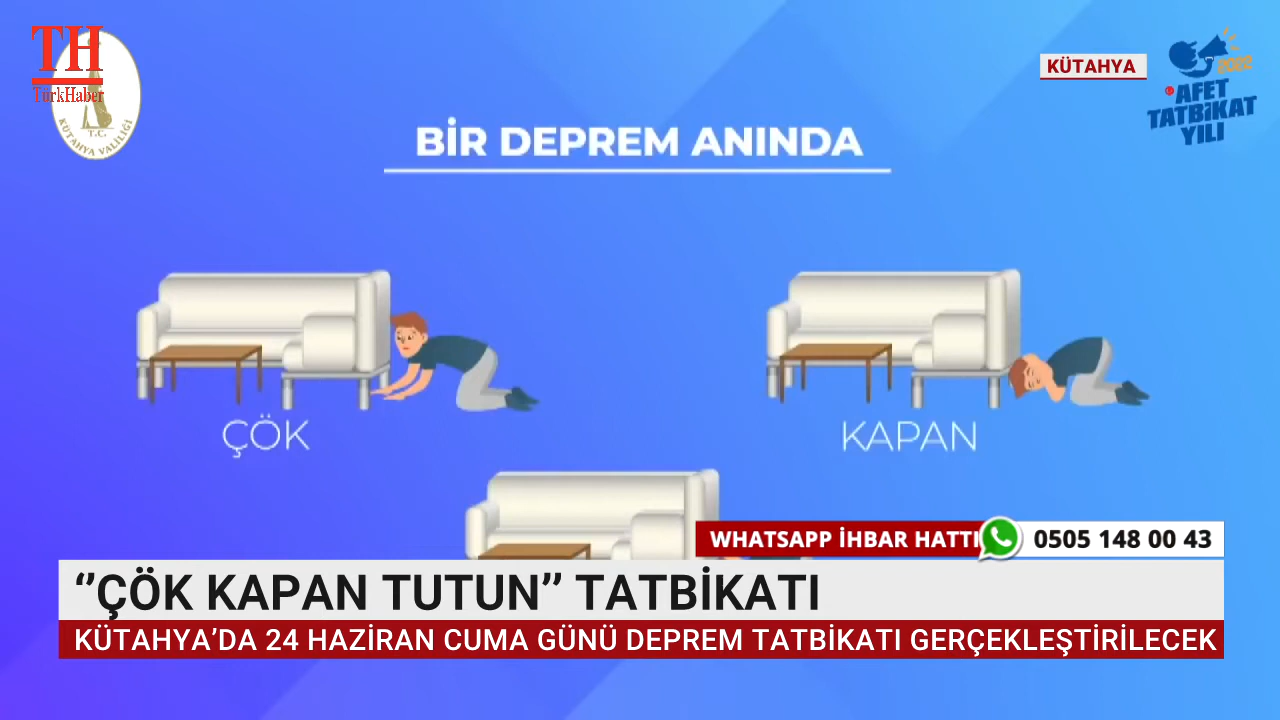 TH
TürkHaber
T.C.
KÜTAHYA VALİLİĞİ
KÜTAHYA
2022
AFET
TATBİKAT
YILI
BİR DEPREM ANINDA
ÇÖK
KAPAN
WHATSAPP İHBAR HATTI
0505 148 00 43
‘’ÇÖK KAPAN TUTUN’’ TATBİKATI
KÜTAHYA’DA 24 HAZİRAN CUMA GÜNÜ DEPREM TATBİKATI GERÇEKLEŞTİRİLECEK